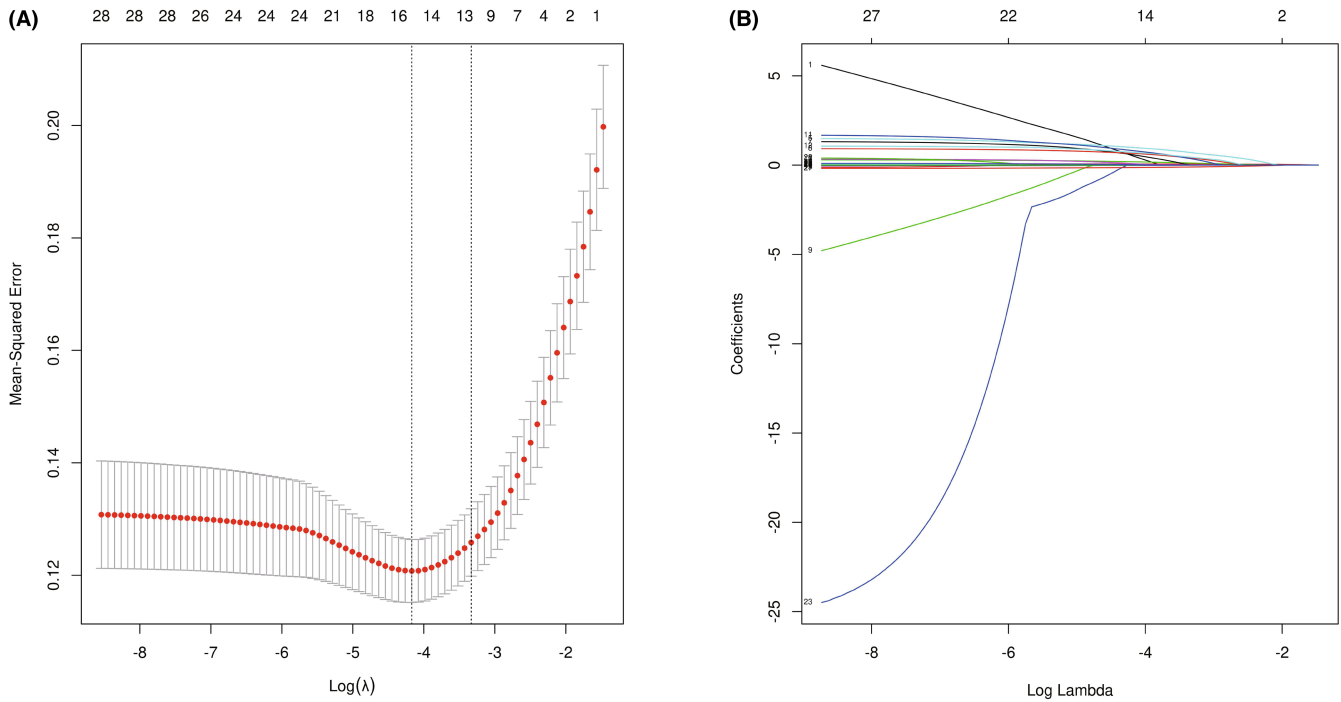 (A)
28 28 28 26 24 24 24 21 18 16 14 13 9 7 4 2 1
0.20
0.18
0.16
0.14
0.12
Mean-Squared Error
-8 -7 -6 -5 -4 -3 -2
Log(λ)
(B)
27 22 14 2
5
0
-5
-10
-15
-20
-25
1
11
9
23
Coefficients
-8 -6 -4 -2
Log Lambda